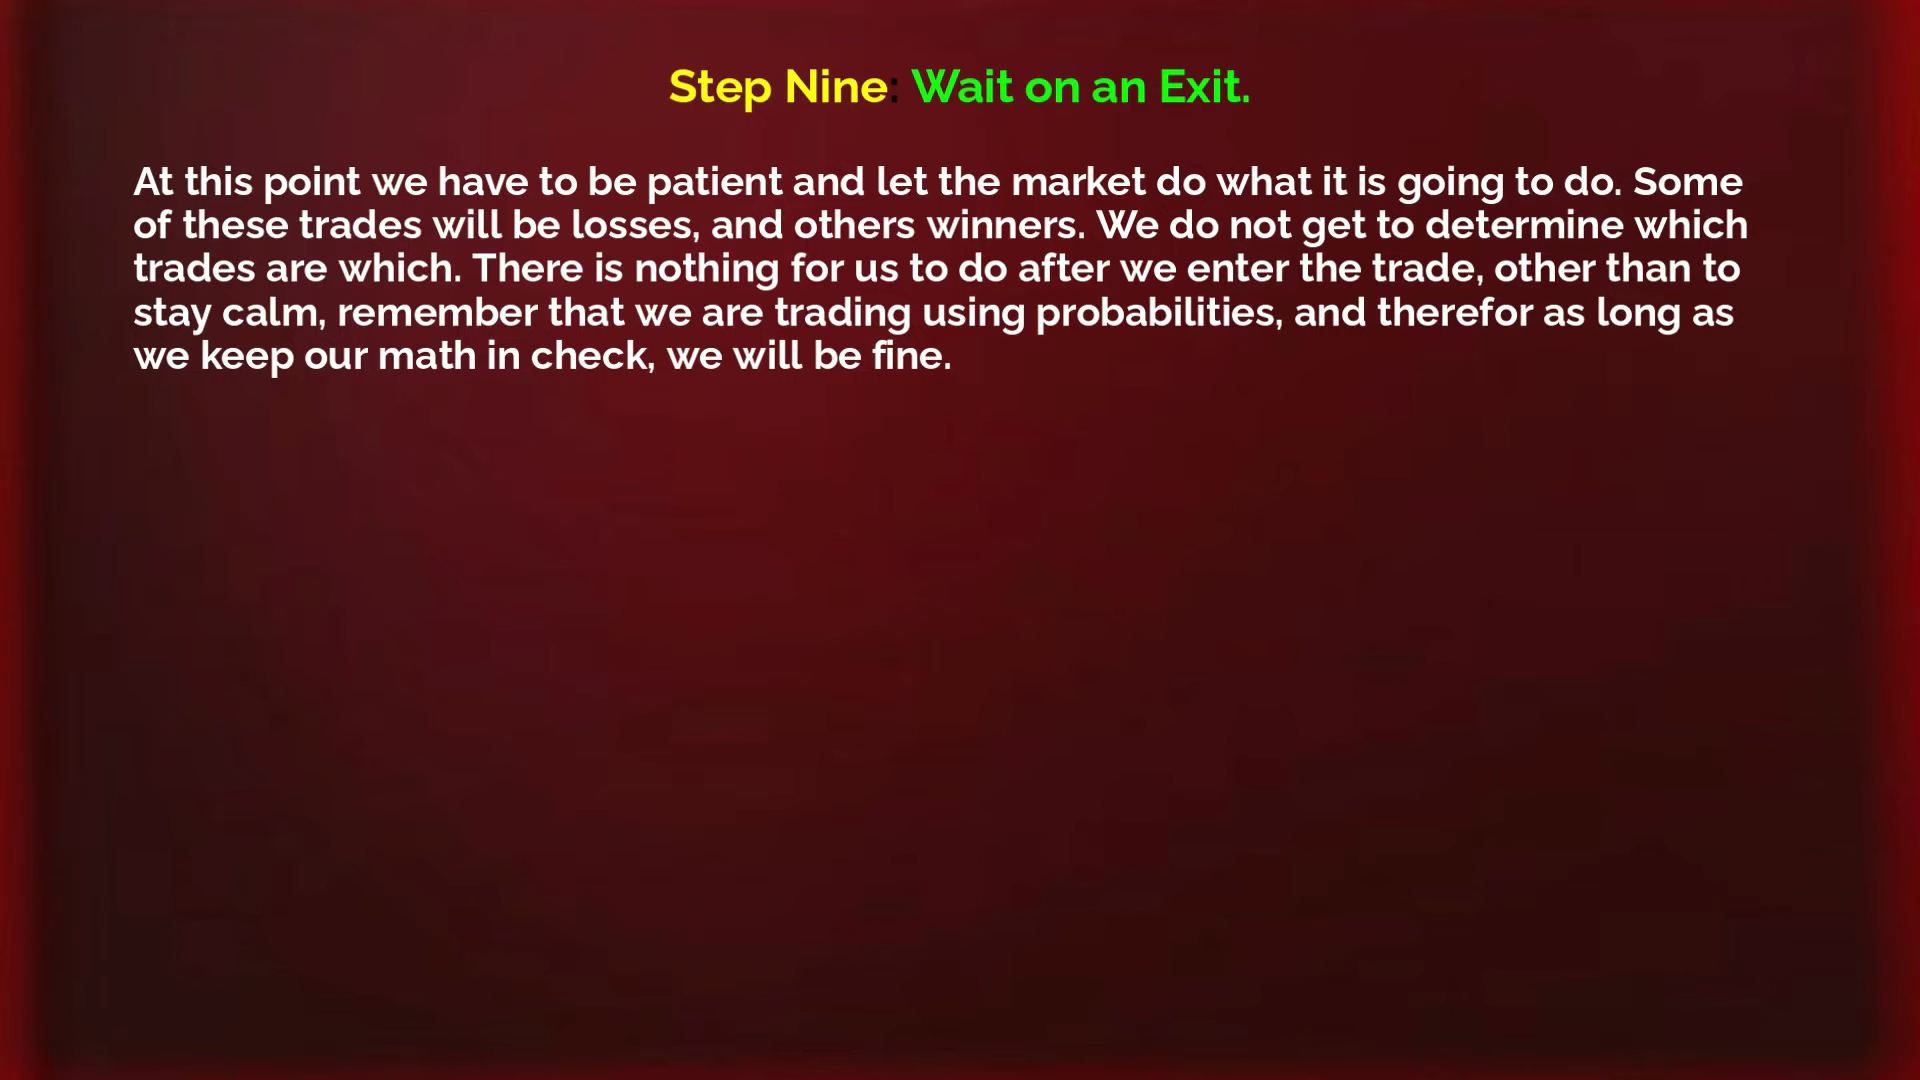 Step Nine: Wait on an Exit.
At this point we have to be patient and let the market do what it is going to do. Some
of these trades will be losses, and others winners. We do not get to determine which
trades are which. There is nothing for us to do after we enter the trade, other than to
stay calm, remember that we are trading using probabilities, and therefor as long as
we keep our math in check, we will be fine.